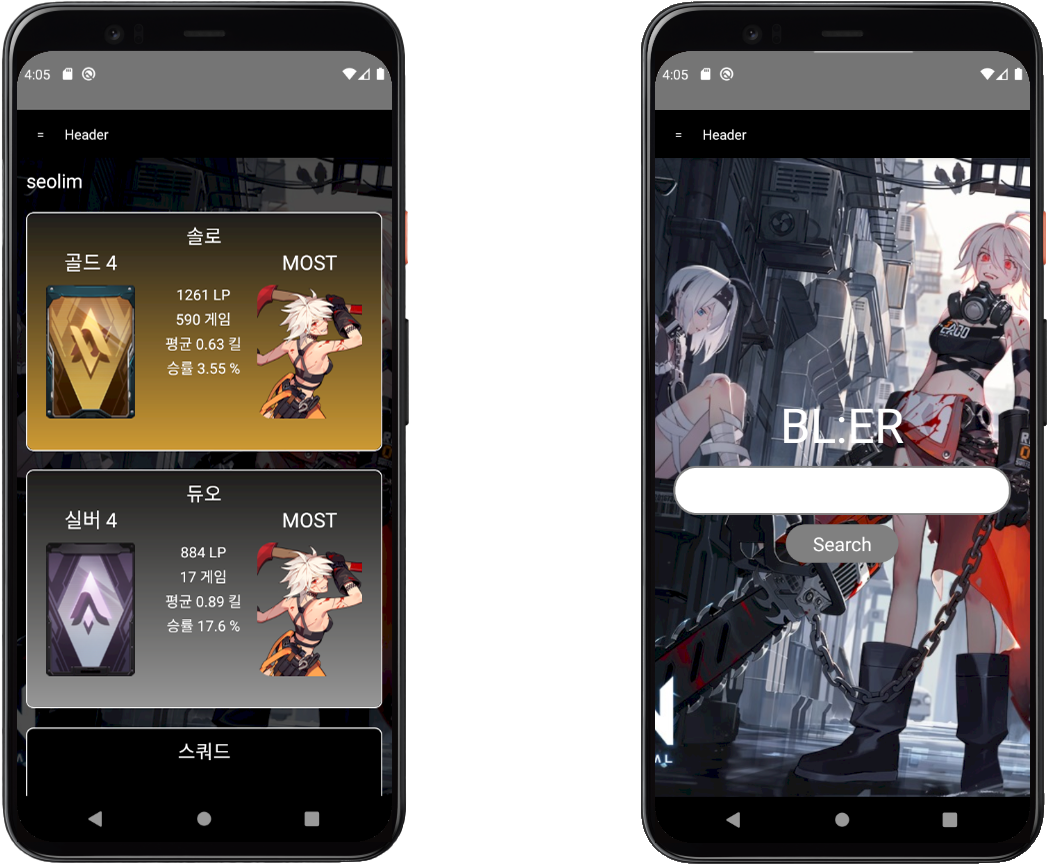 4:05
= Header
seolim
솔로
골드 4
MOST
1261 LP
590 게임
평균 0.63 킬
승률 3.55 %
듀오
실버 4
MOST
884 LP
17 게임
평균 0.89 킬
승률 17.6 %
스쿼드
4:05
= Header
BL:ER
Search